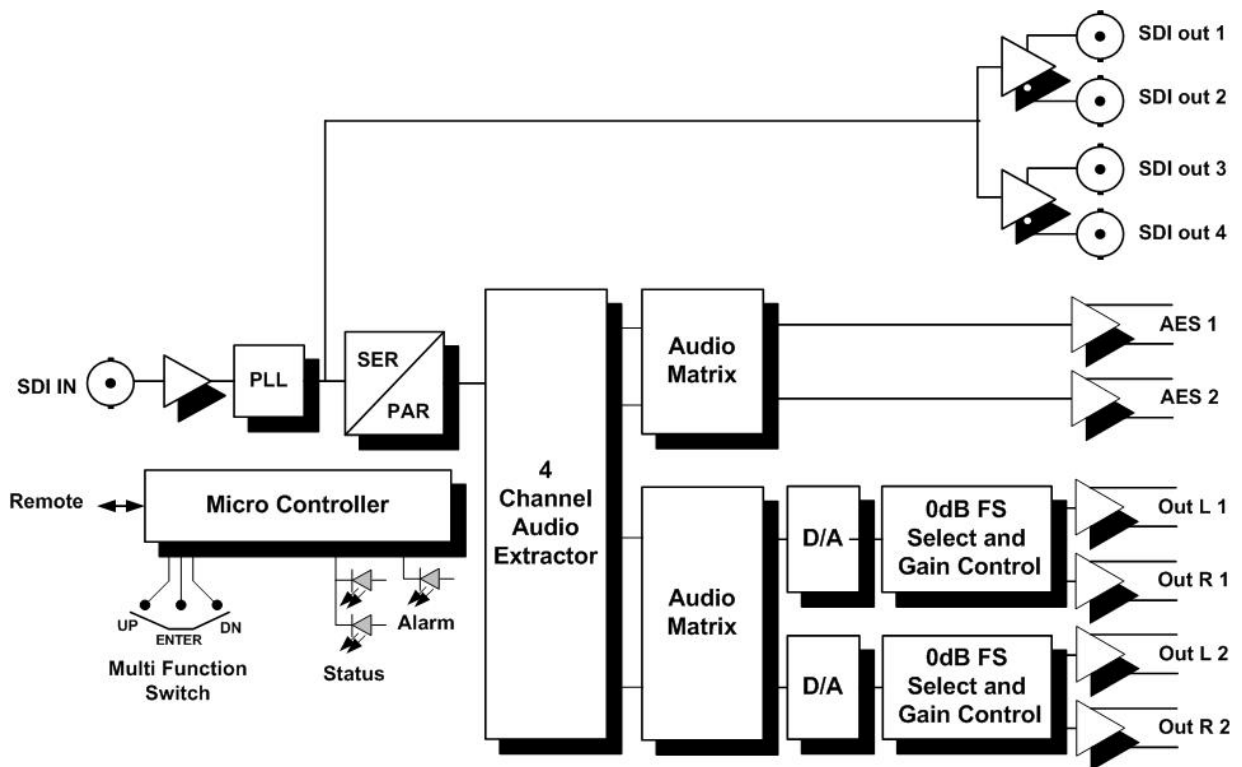 SDI out 1
SDI out 2
SDI out 3
SDI out 4
SDI IN
PLL
SER
PAR
4
Channel
Audio
Extractor
Audio
Matrix
AES 1
AES 2
Remote
Micro Controller
UP
ENTER
DN
Multi Function
Switch
Status
Alarm
Audio
Matrix
D/A
0dB FS
Select and
Gain Control
Out L 1
Out R 1
D/A
0dB FS
Select and
Gain Control
Out L 2
Out R 2